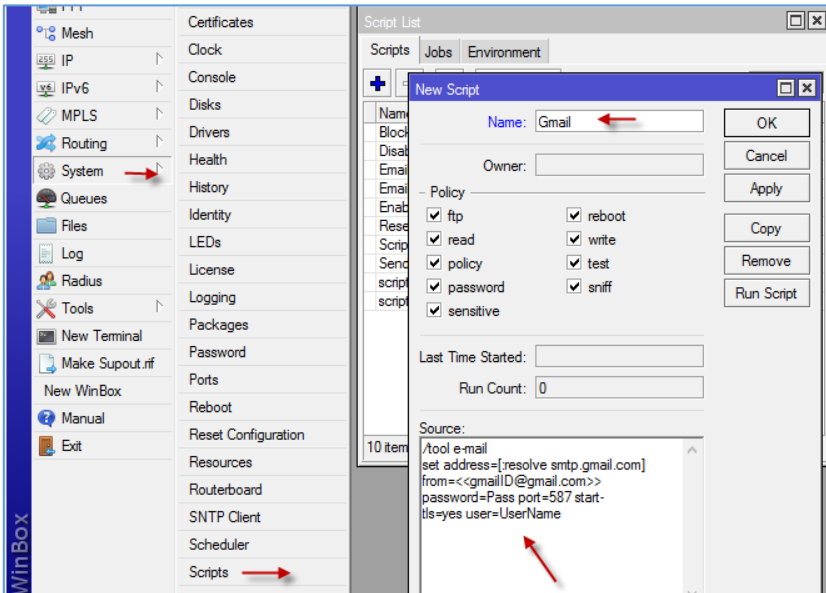 Mesh
IP
IPv6
MPLS
Routing
System
Queues
Files
Log
Radius
Tools
New Terminal
Make Supout.rif
New WinBox
Manual
Exit
WinBox
Certificates
Clock
Console
Disks
Drivers
Health
History
Identity
LEDs
License
Logging
Packages
Password
Ports
Reboot
Reset Configuration
Resources
Routerboard
SNTP Client
Scheduler
Scripts
Script List
Scripts Jobs Environment
Name
Block
Disab
Emai
Emai
Enab
Rese
Scrip
Send
script
script
10 item
New Script
Name: Gmail
Owner:
Policy
ftp reboot
read write
policy test
password sniff
sensitive
Last Time Started:
Run Count: 0
Source:
/tool e-mail
set address=[:resolve smtp.gmail.com]
from=<<gmailID@gmail.com>>
password=Pass port=587 start-
tls=yes user=UserName
OK
Cancel
Apply
Copy
Remove
Run Script